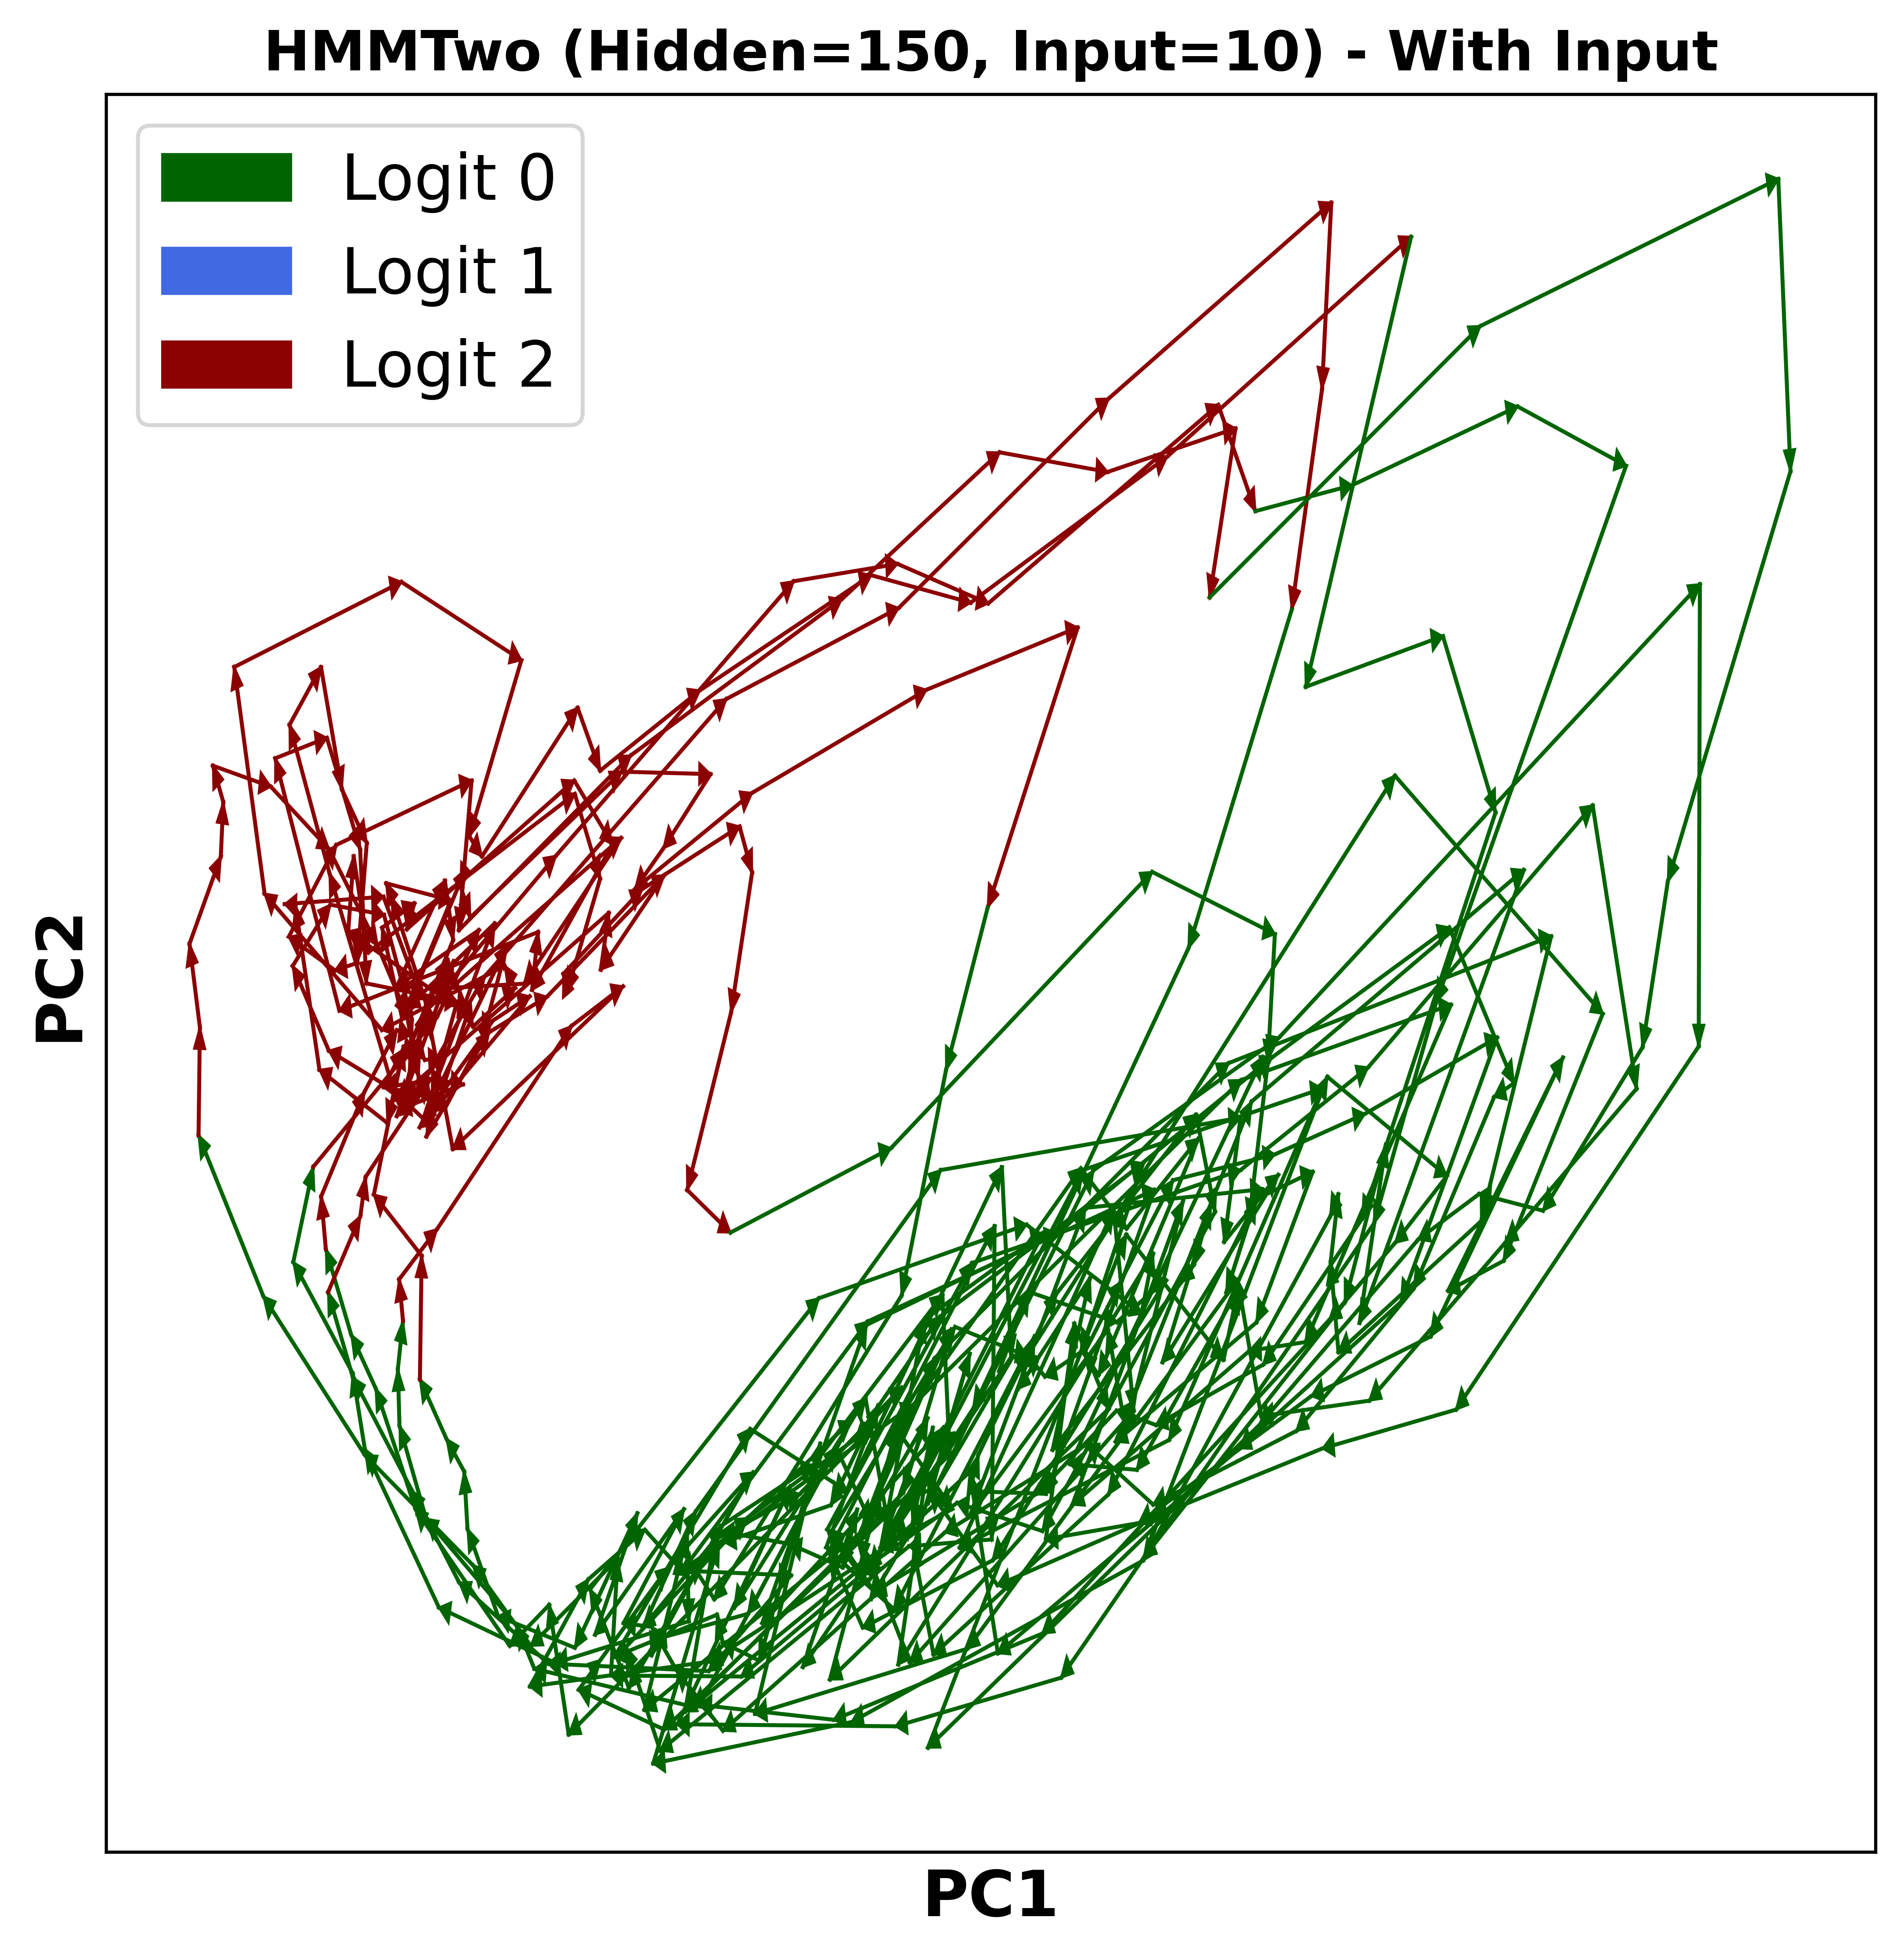 HMMTwo (Hidden=150, Input=10) - With Input
Logit 0
Logit 1
Logit 2
PC2
PC1